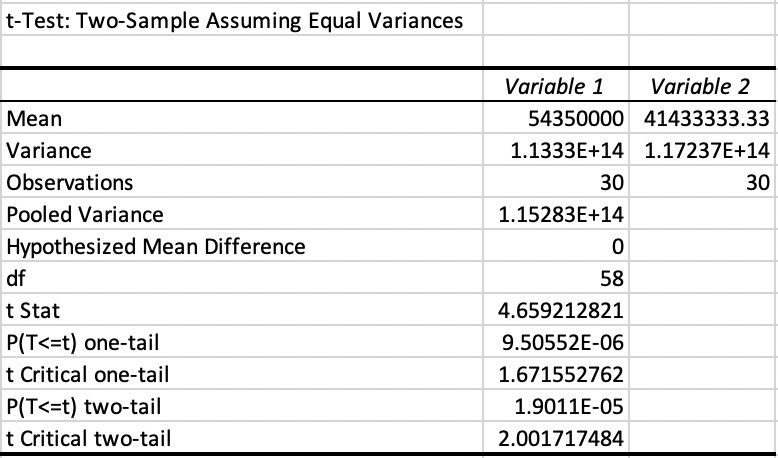 t-Test: Two-Sample Assuming Equal Variances
Variable 1 Variable 2
Mean 54350000 41433333.33
Variance 1.1333E+14 1.17237E+14
Observations 30 30
Pooled Variance 1.15283E+14
Hypothesized Mean Difference 0
df 58
t Stat 4.659212821
P(T<=t) one-tail 9.50552E-06
t Critical one-tail 1.671552762
P(T<=t) two-tail 1.9011E-05
t Critical two-tail 2.001717484